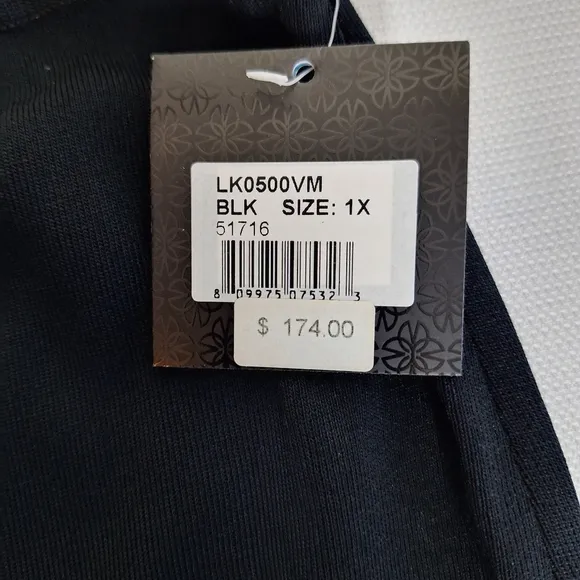 LK0500VM
BLK SIZE: 1X
51716
8 09975 07532 3
$ 174.00